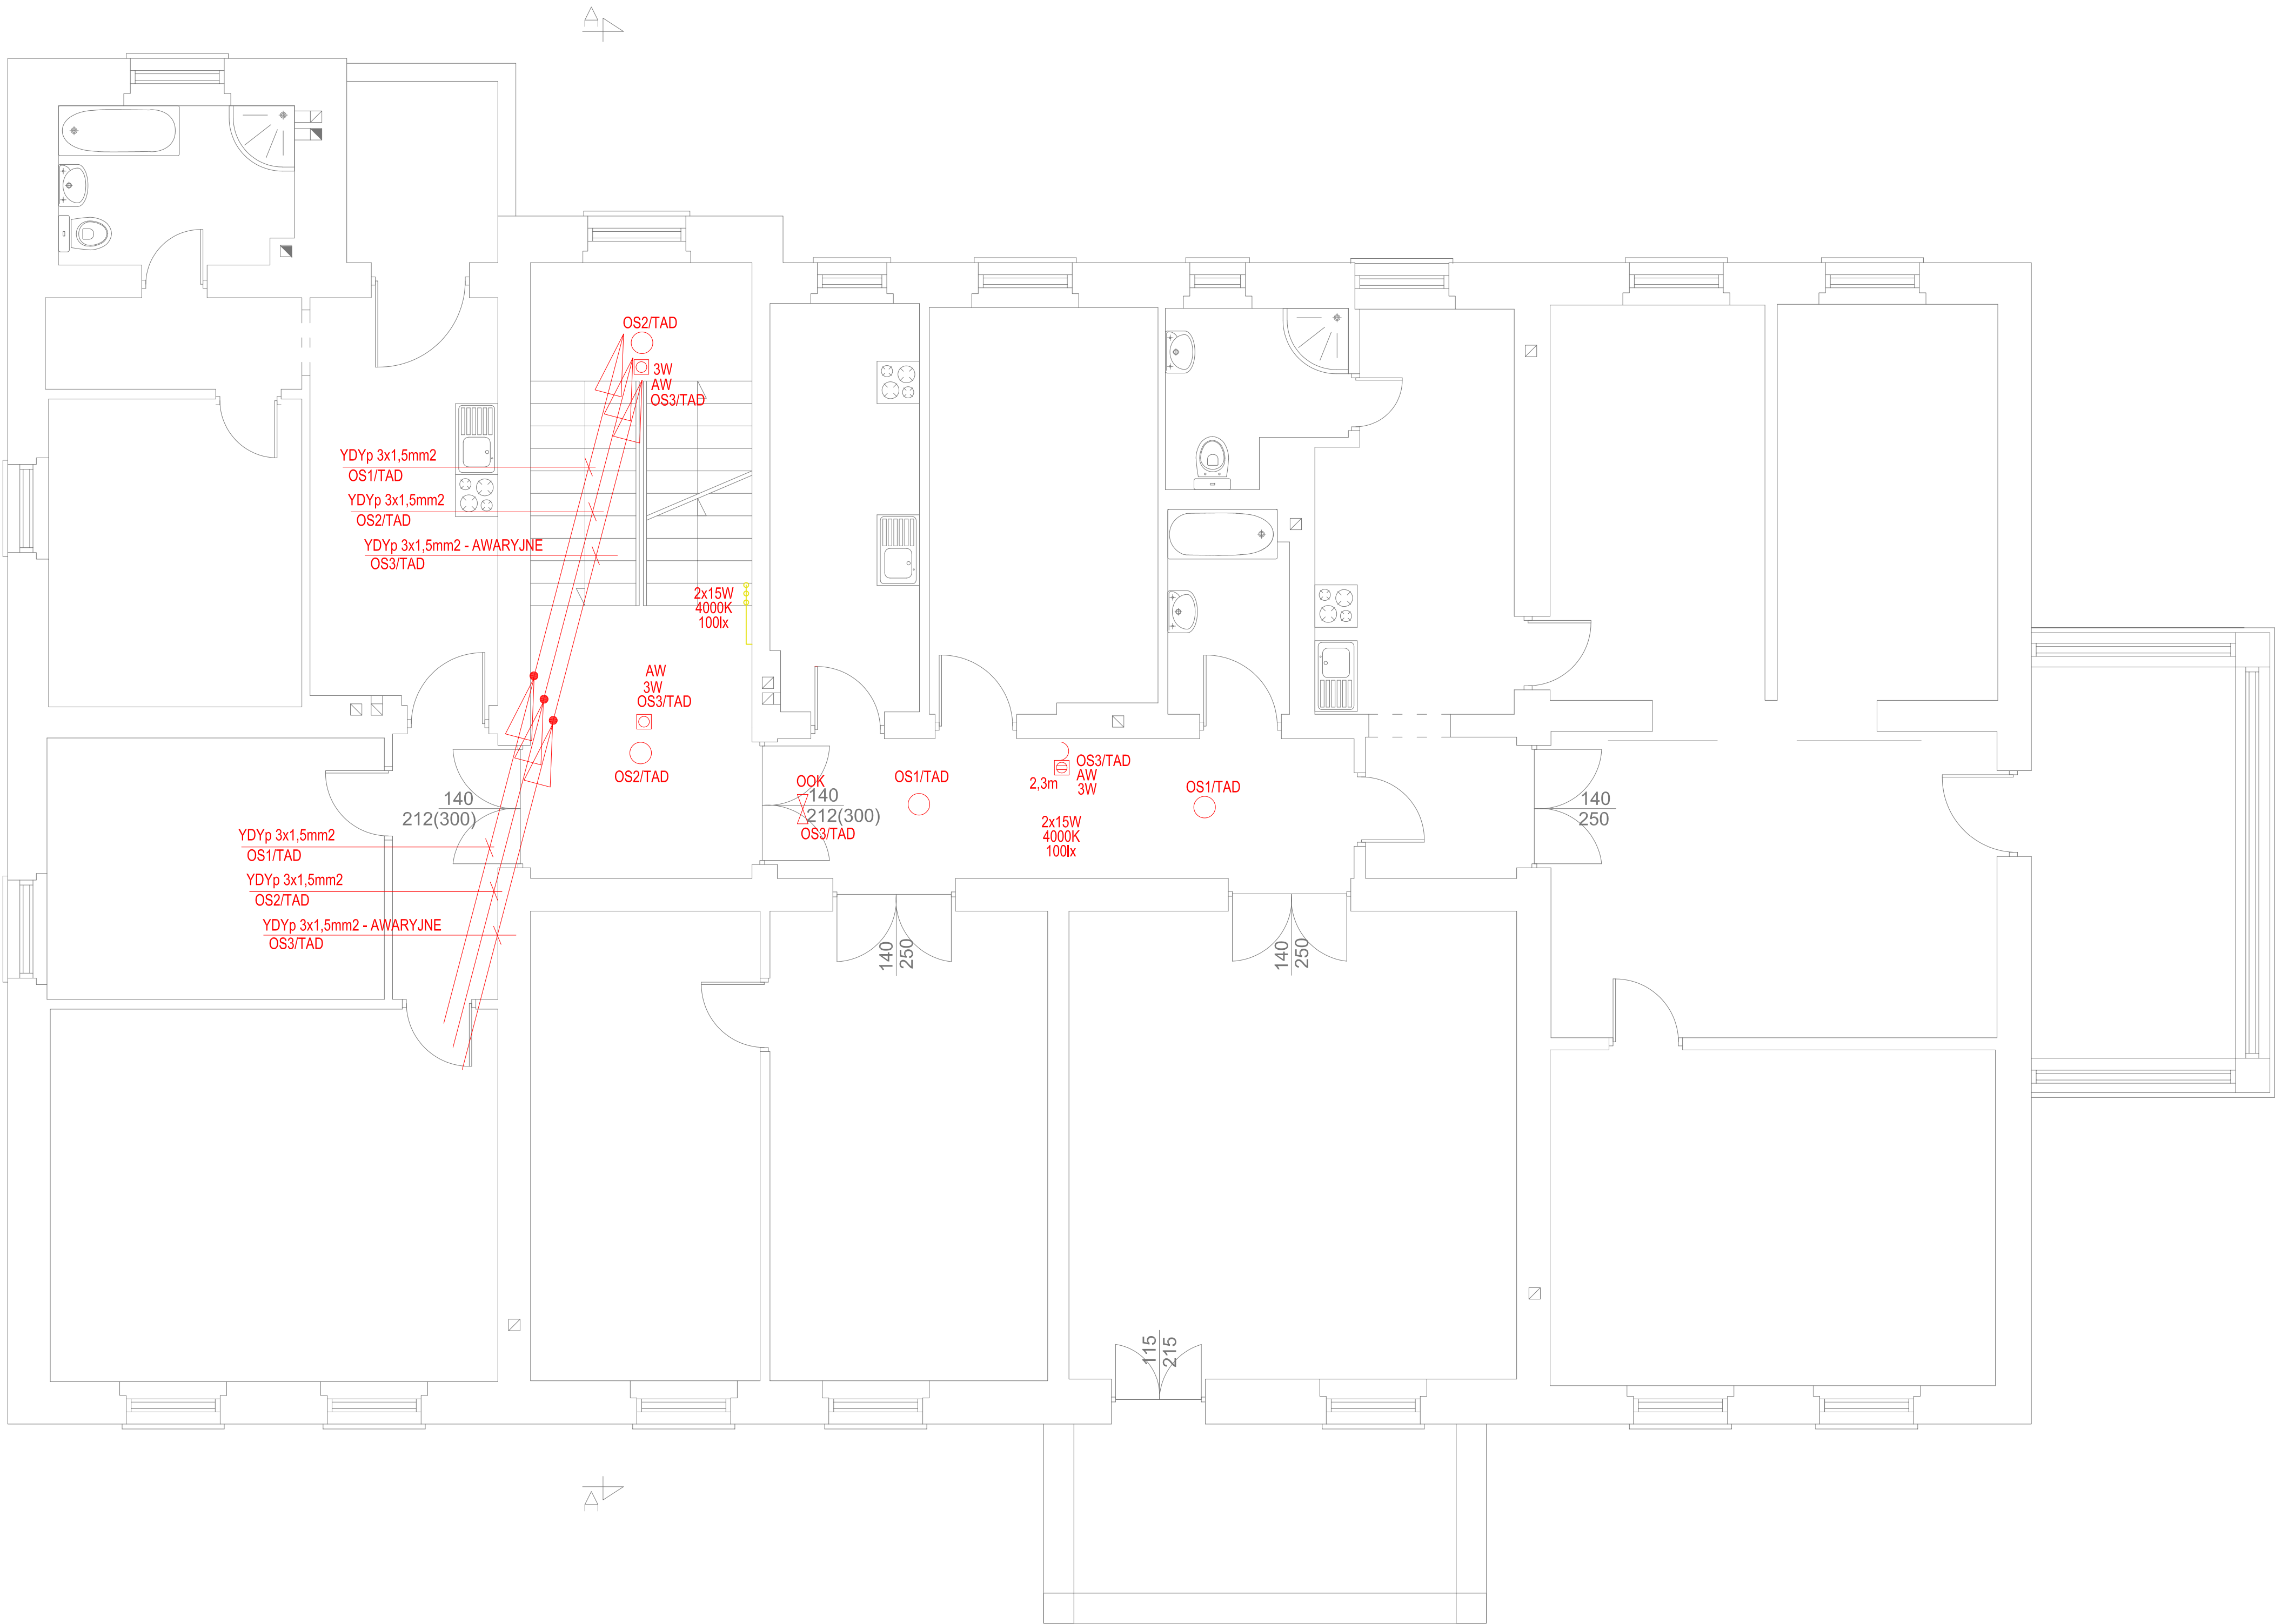 A
OS2/TAD
3W
AW
OS3/TAD
YDYp 3x1,5mm2
OS1/TAD
YDYp 3x1,5mm2
OS2/TAD
YDYp 3x1,5mm2 - AWARYJNE
OS3/TAD
2x15W
4000K
100lx
AW
3W
OS3/TAD
OS2/TAD
OOK
140
212(300)
OS3/TAD
OS1/TAD
2,3m
OS3/TAD
AW
3W
OS1/TAD
2x15W
4000K
100lx
140
250
140
212(300)
YDYp 3x1,5mm2
OS1/TAD
YDYp 3x1,5mm2
OS2/TAD
YDYp 3x1,5mm2 - AWARYJNE
OS3/TAD
140
250
140
250
115
215
A